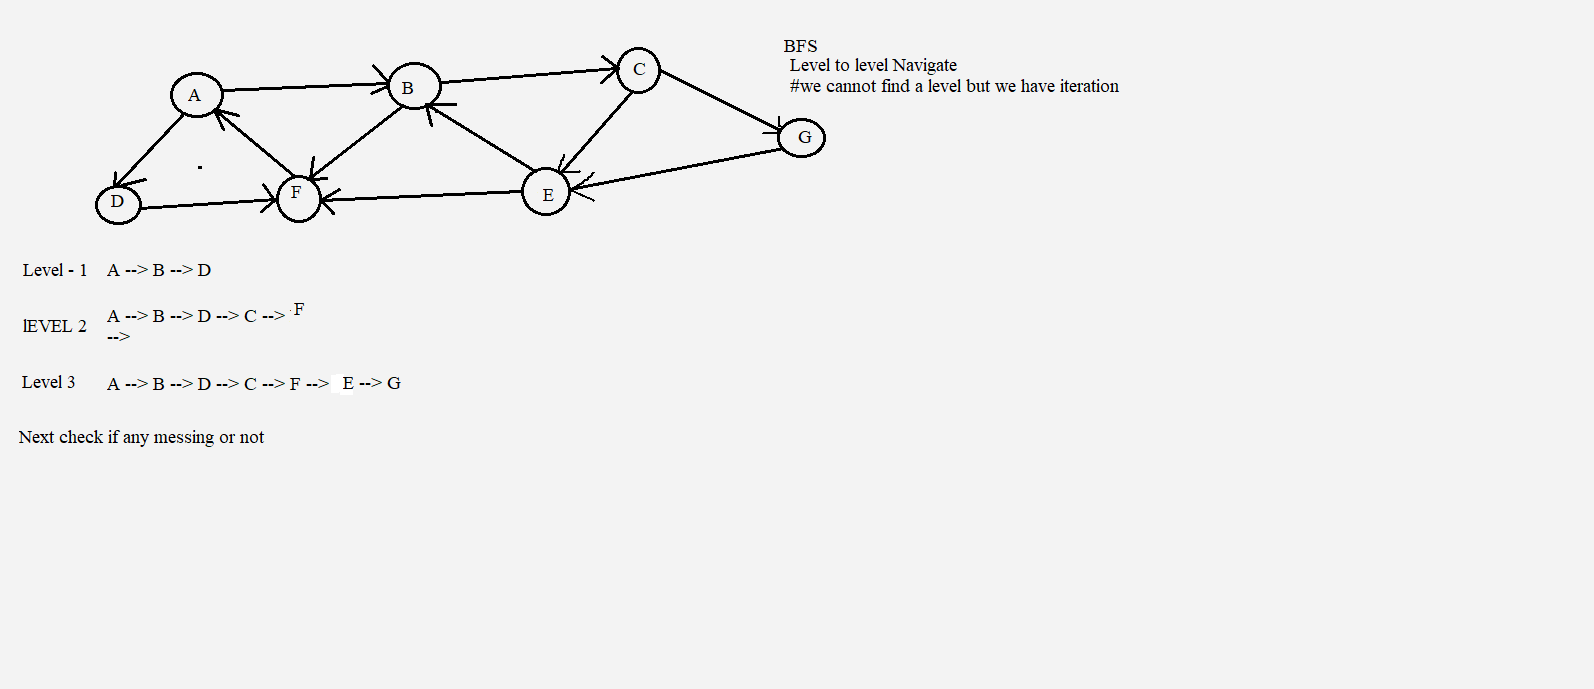 BFS
Level to level Navigate
#we cannot find a level but we have iteration
A
B
C
G
D
F
E
Level - 1 A --> B --> D
lEVEL 2 A --> B --> D --> C --> F
-->
Level 3 A --> B --> D --> C --> F --> E --> G
Next check if any messing or not